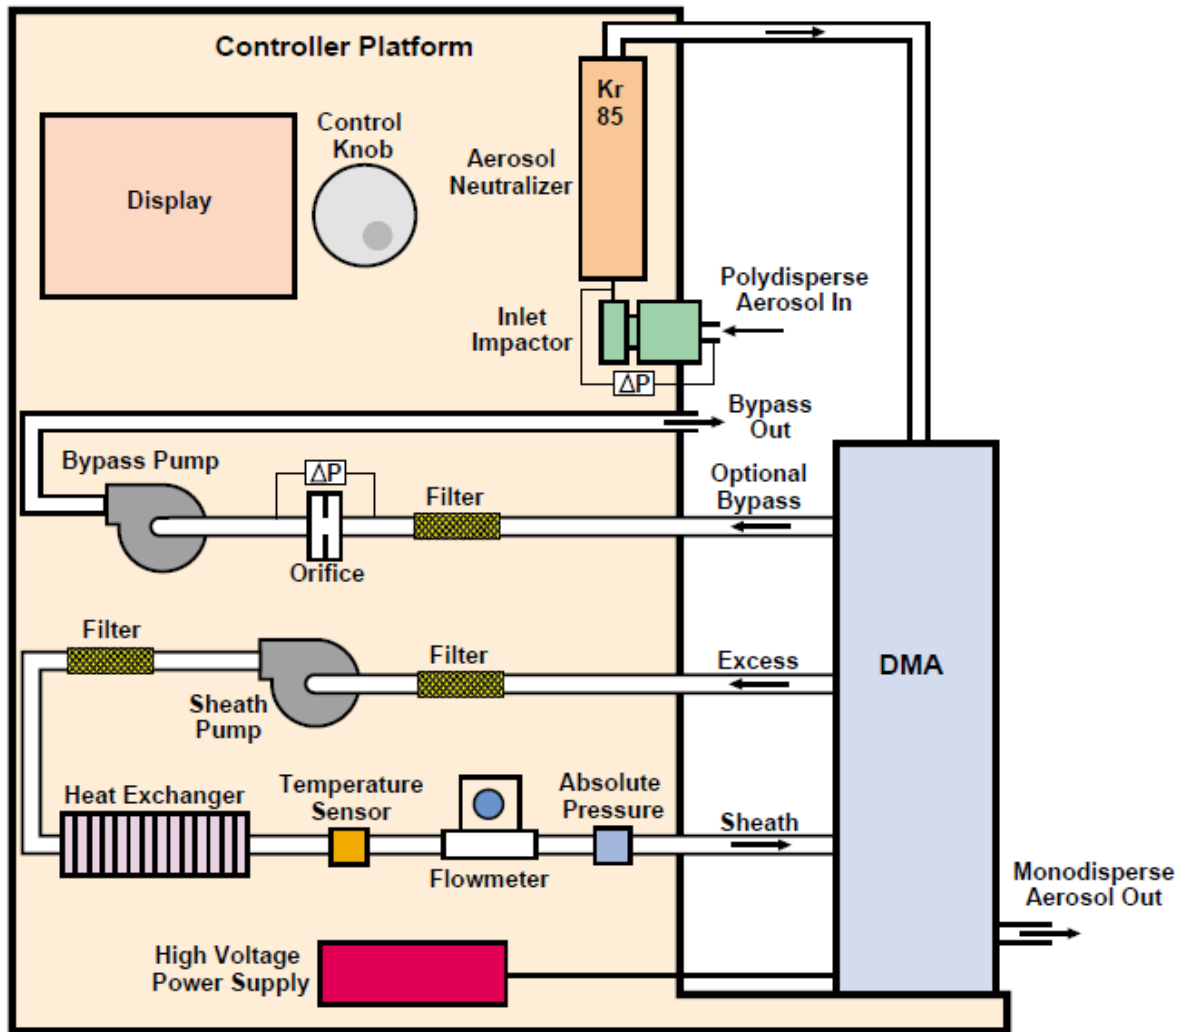 Controller Platform
Kr
85
Control
Knob
Aerosol
Neutralizer
Display
Polydisperse
Aerosol In
Inlet
Impactor
ΔP
Bypass
Out
Bypass Pump
ΔP
Filter
Optional
Bypass
Orifice
Filter
Filter
Excess
DMA
Sheath
Pump
Heat Exchanger
Temperature
Sensor
Absolute
Pressure
Sheath
Flowmeter
Monodisperse
Aerosol Out
High Voltage
Power Supply